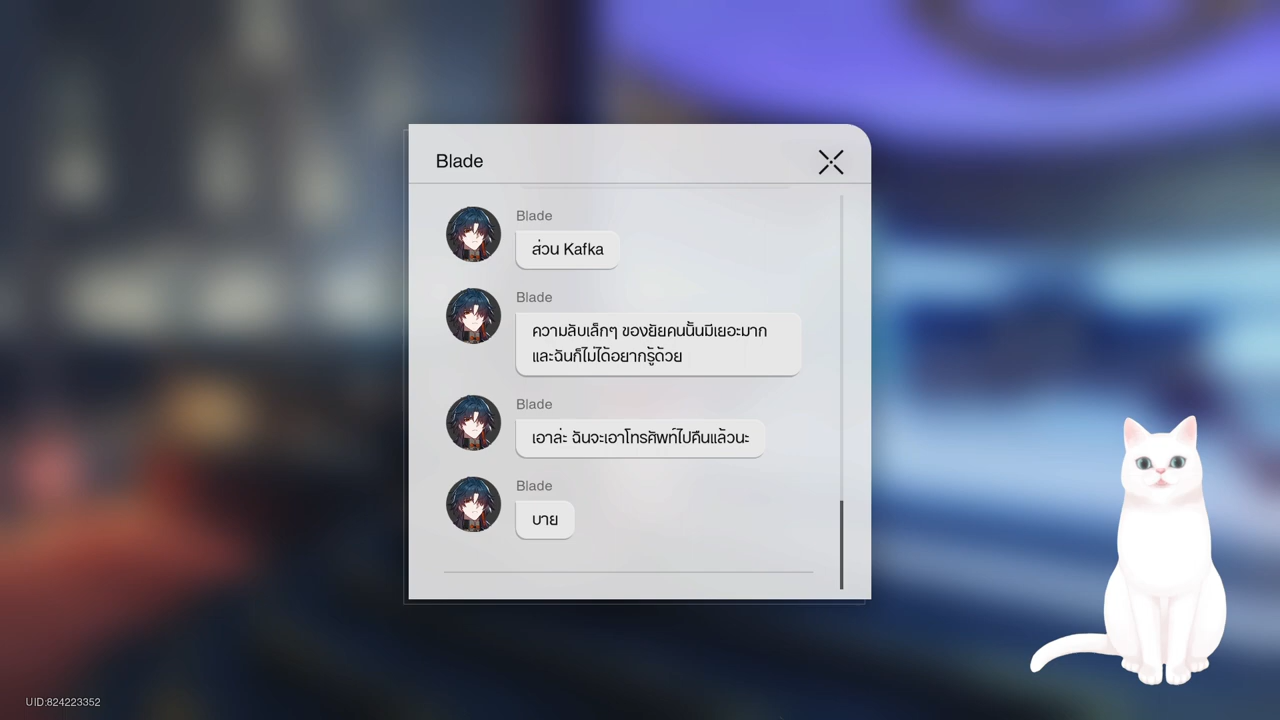 Blade
Blade
ส่วน Kafka
Blade
ความลับเล็กๆ ของยัยคนนั้นมีเยอะมาก
และฉันก็ไม่ได้อยากรู้ด้วย
Blade
เอาล่ะ ฉันจะเอาโทรศัพท์ไปคืนแล้วนะ
Blade
บาย
UID:824223352